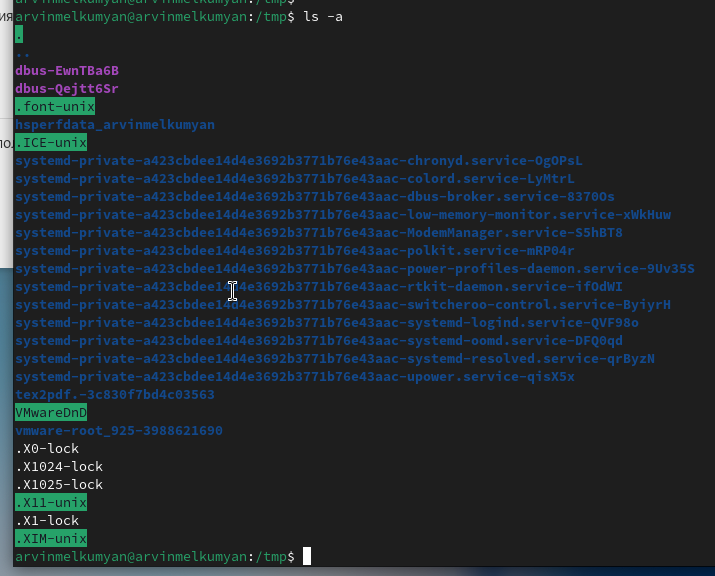 ия
arvinmelkumyan@arvinmelkumyan:/tmp$
arvinmelkumyan@arvinmelkumyan:/tmp$ ls -a
.
..
dbus-EwnTBa6B
dbus-Qejtt6Sr
.font-unix
hsperfdata_arvinmelkumyan
.ICE-unix
пол
systemd-private-a423cbdee14d4e3692b3771b76e43aac-chronyd.service-OgOPsL
systemd-private-a423cbdee14d4e3692b3771b76e43aac-colord.service-LyMtrL
systemd-private-a423cbdee14d4e3692b3771b76e43aac-dbus-broker.service-8370Os
systemd-private-a423cbdee14d4e3692b3771b76e43aac-low-memory-monitor.service-xWkHuw
systemd-private-a423cbdee14d4e3692b3771b76e43aac-ModemManager.service-S5hBT8
systemd-private-a423cbdee14d4e3692b3771b76e43aac-polkit.service-mRP04r
systemd-private-a423cbdee14d4e3692b3771b76e43aac-power-profiles-daemon.service-9Uv35S
systemd-private-a423cbdee14d4e3692b3771b76e43aac-rtkit-daemon.service-ifOdWI
systemd-private-a423cbdee14d4e3692b3771b76e43aac-switcheroo-control.service-ByiyrH
systemd-private-a423cbdee14d4e3692b3771b76e43aac-systemd-logind.service-QVF98o
systemd-private-a423cbdee14d4e3692b3771b76e43aac-systemd-oomd.service-DFQ0qd
systemd-private-a423cbdee14d4e3692b3771b76e43aac-systemd-resolved.service-qrByzN
systemd-private-a423cbdee14d4e3692b3771b76e43aac-upower.service-qisX5x
tex2pdf.-3c830f7bd4c03563
VMwareDnD
vmware-root_925-3988621690
.X0-lock
.X1024-lock
.X1025-lock
.X11-unix
.X1-lock
.XIM-unix
arvinmelkumyan@arvinmelkumyan:/tmp$